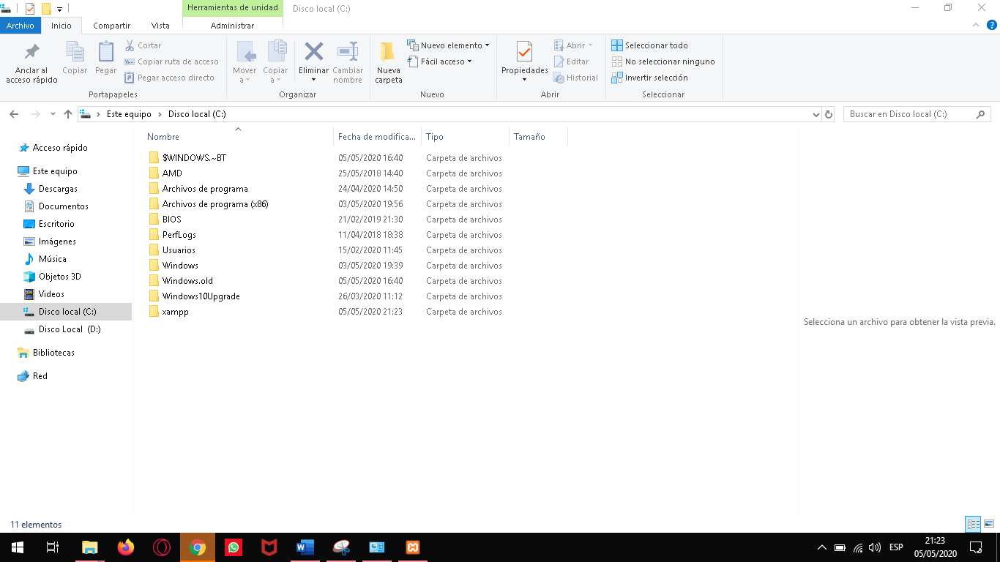 Herramientas de unidad
Disco local (C:)
Archivo
Inicio
Compartir
Vista
Administrar
Anclar al
acceso rápido
Copiar
Pegar
Cortar
Copiar ruta de acceso
Pegar acceso directo
Portapapeles
Mover
a
Copiar
a
Eliminar
Cambiar
nombre
Organizar
Nueva
carpeta
Nuevo elemento
Fácil acceso
Nuevo
Propiedades
Abrir
Editar
Historial
Abrir
Seleccionar todo
No seleccionar ninguno
Invertir selección
Seleccionar
Este equipo > Disco local (C:)
Buscar en Disco local (C:)
Acceso rápido
Este equipo
Descargas
Documentos
Escritorio
Imágenes
Música
Objetos 3D
Videos
Disco local (C:)
Disco Local (D:)
Bibliotecas
Red
Nombre Fecha de modifica... Tipo Tamaño
$WINDOWS.~BT 05/05/2020 16:40 Carpeta de archivos
AMD 25/05/2018 14:40 Carpeta de archivos
Archivos de programa 24/04/2020 14:50 Carpeta de archivos
Archivos de programa (x86) 03/05/2020 19:56 Carpeta de archivos
BIOS 21/02/2019 21:30 Carpeta de archivos
PerfLogs 11/04/2018 18:38 Carpeta de archivos
Usuarios 15/02/2020 11:45 Carpeta de archivos
Windows 03/05/2020 19:39 Carpeta de archivos
Windows.old 05/05/2020 16:40 Carpeta de archivos
Windows10Upgrade 26/03/2020 11:12 Carpeta de archivos
xampp 05/05/2020 21:23 Carpeta de archivos
Selecciona un archivo para obtener la vista previa.
11 elementos
ESP
21:23
05/05/2020